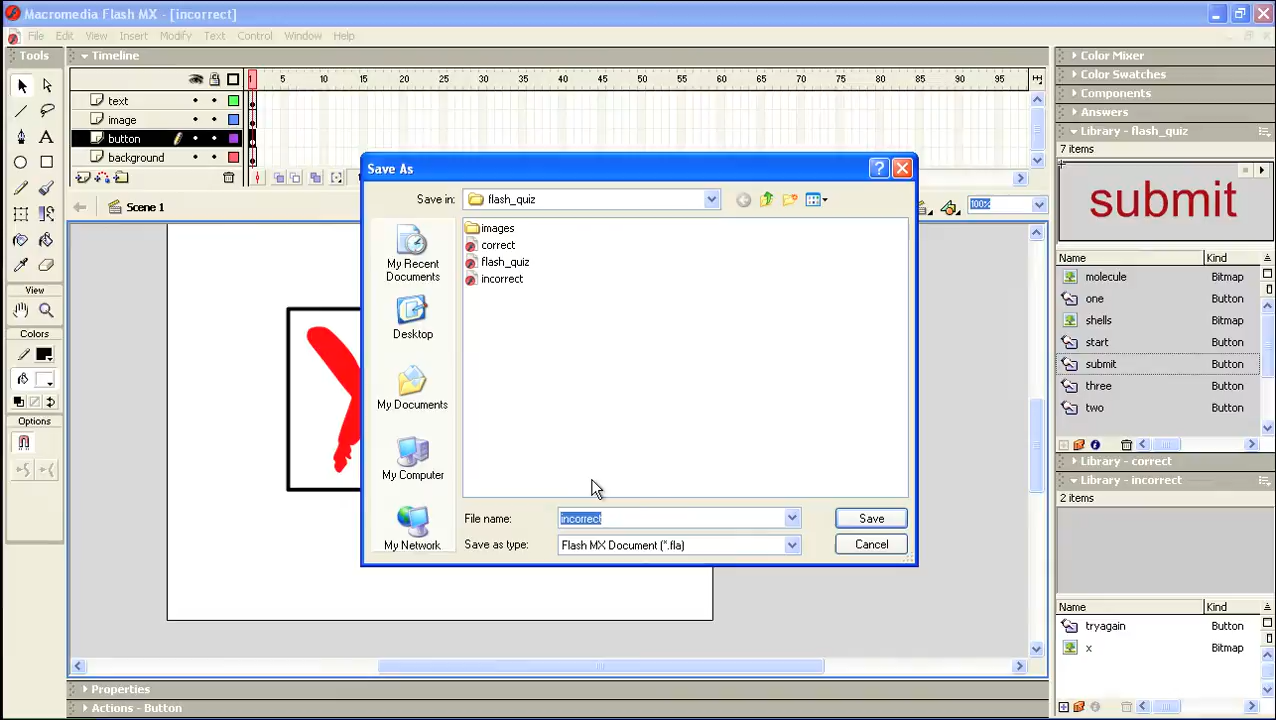 Macromedia Flash MX - [incorrect]
File Edit View Insert Modify Text Control Window Help
Tools
Timeline
5 10 15 20 25 30 35 40 45 50 55 60 65 70 75 80 85 90 95
text
image
button
background
Scene 1
100%
View
Colors
Options
Save As
Save in: flash_quiz
My Recent Documents
Desktop
My Documents
My Computer
My Network
images
correct
flash_quiz
incorrect
File name: incorrect
Save as type: Flash MX Document (*.fla)
Save
Cancel
Color Mixer
Color Swatches
Components
Answers
Library - flash_quiz
7 items
submit
Name Kind
molecule Bitmap
one Button
shells Bitmap
start Button
submit Button
three Button
two Button
Library - correct
Library - incorrect
2 items
Name Kind
tryagain Button
x Bitmap
Properties
Actions - Button